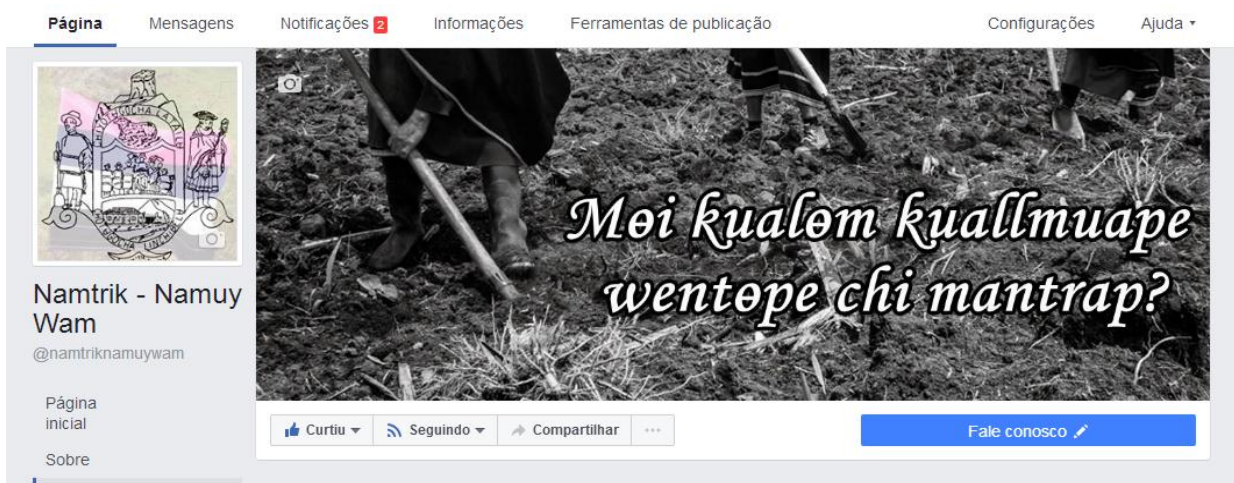 Página Mensagens Notificações 2 Informações Ferramentas de publicação Configurações Ajuda
Mɵi kualɵm kuallmuape
wentɵpe chi mantrap?
Namtrik - Namuy
Wam
@namtriknamuywam
Página
inicial
Sobre
Curtiu Seguindo Compartilhar ...
Fale conosco